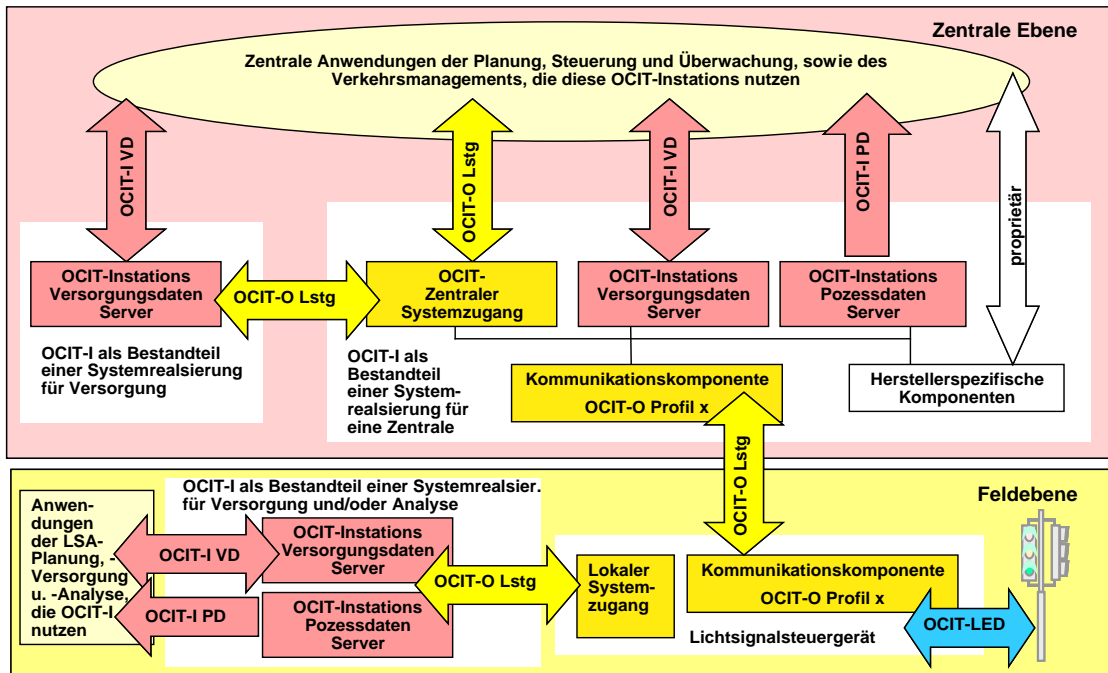 Zentrale Ebene
Zentrale Anwendungen der Planung, Steuerung und Überwachung, sowie des
Verkehrsmanagements, die diese OCIT-Instations nutzen
OCIT-I VD
OCIT-O Lstg
OCIT-I VD
OCIT-I PD
proprietär
OCIT-Instations
Versorgungsdaten
Server
OCIT-O Lstg
OCIT-
Zentraler
Systemzugang
OCIT-Instations
Versorgungsdaten
Server
OCIT-Instations
Pozessdaten
Server
OCIT-I als Bestandteil
einer Systemrealsierung
für Versorgung
OCIT-I als
Bestandteil
einer System-
realsierung für
eine Zentrale
Kommunikationskomponente
OCIT-O Profil x
Herstellerspezifische
Komponenten
OCIT-O Lstg
Feldebene
OCIT-I als Bestandteil einer Systemrealsier.
für Versorgung und/oder Analyse
Anwen-
dungen
der LSA-
Planung, -
Versorgung
u. -Analyse,
die OCIT-I
nutzen
OCIT-I VD
OCIT-I PD
OCIT-Instations
Versorgungsdaten
Server
OCIT-Instations
Pozessdaten
Server
OCIT-O Lstg
Lokaler
System-
zugang
Kommunikationskomponente
OCIT-O Profil x
Lichtsignalsteuergerät
OCIT-LED